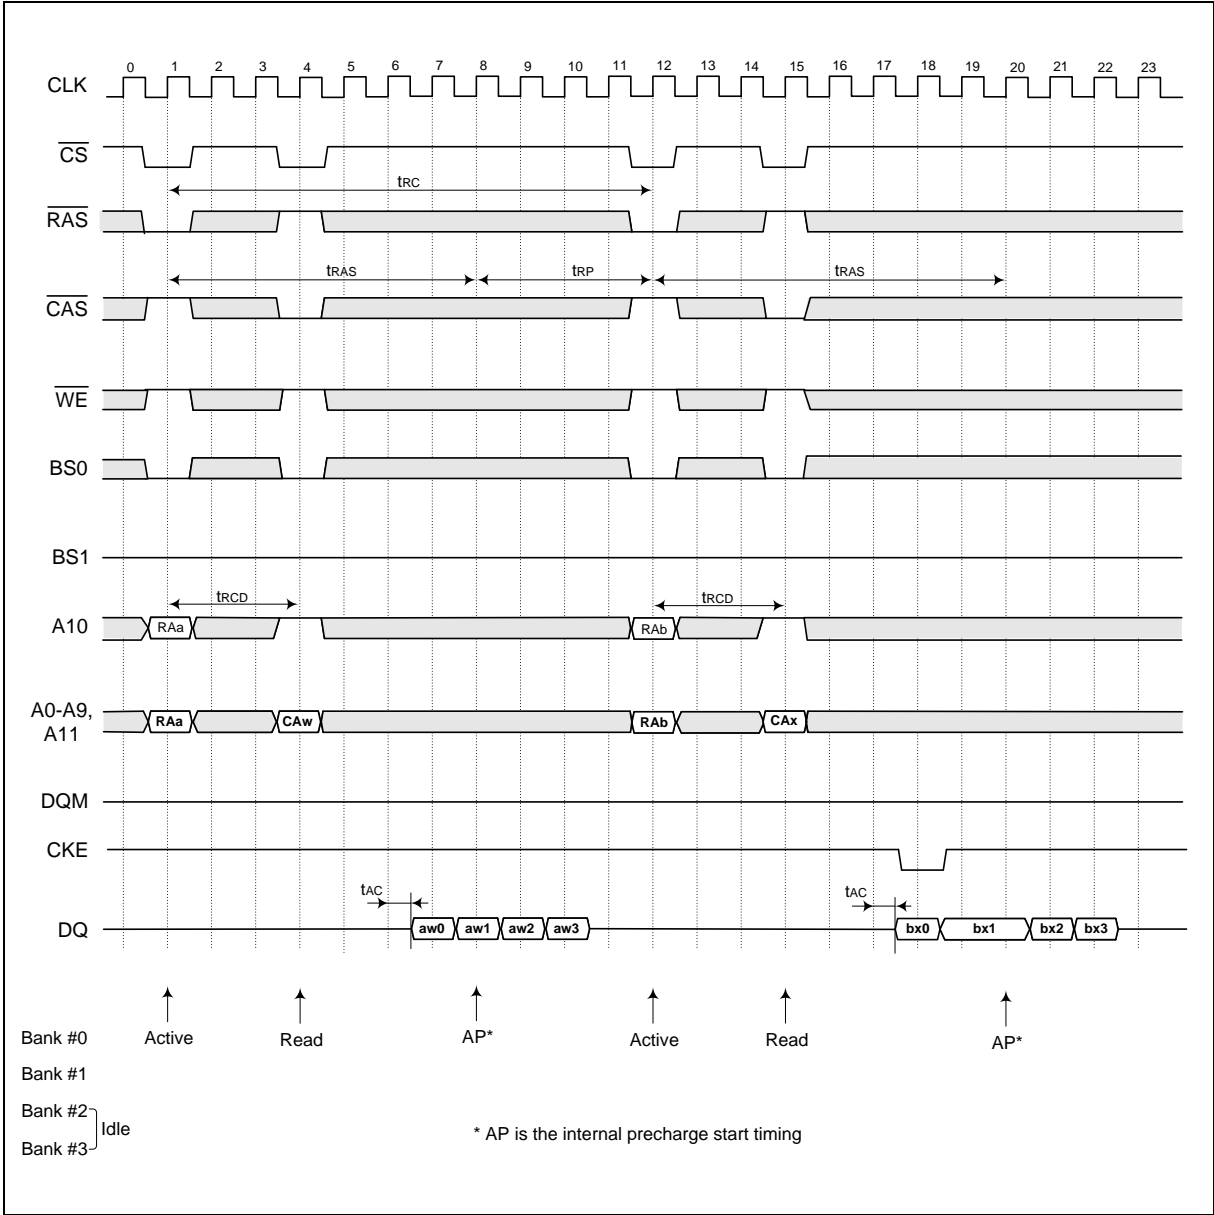 0 1 2 3 4 5 6 7 8 9 10 11 12 13 14 15 16 17 18 19 20 21 22 23
CLK
CS
tRC
RAS
tRAS tRP tRAS
CAS
WE
BS0
BS1
tRCD tRCD
A10 RAa RAb
A0-A9,
A11
RAa CAw RAb CAx
DQM
CKE
tAC tAC
DQ aw0 aw1 aw2 aw3 bx0 bx1 bx2 bx3
Bank #0 Active Read AP* Active Read AP*
Bank #1
Bank #2
Idle
Bank #3
* AP is the internal precharge start timing